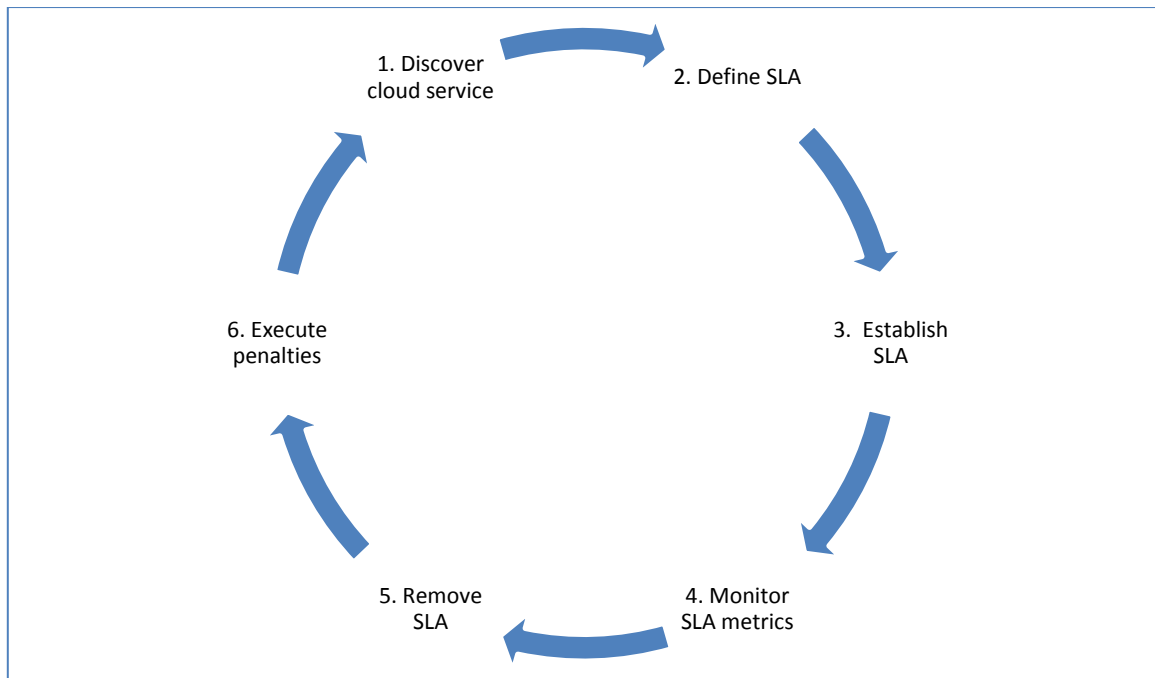 1. Discover
cloud service
2. Define SLA
3.  Establish
SLA
4. Monitor
SLA metrics
5. Remove
SLA
6. Execute
penalties